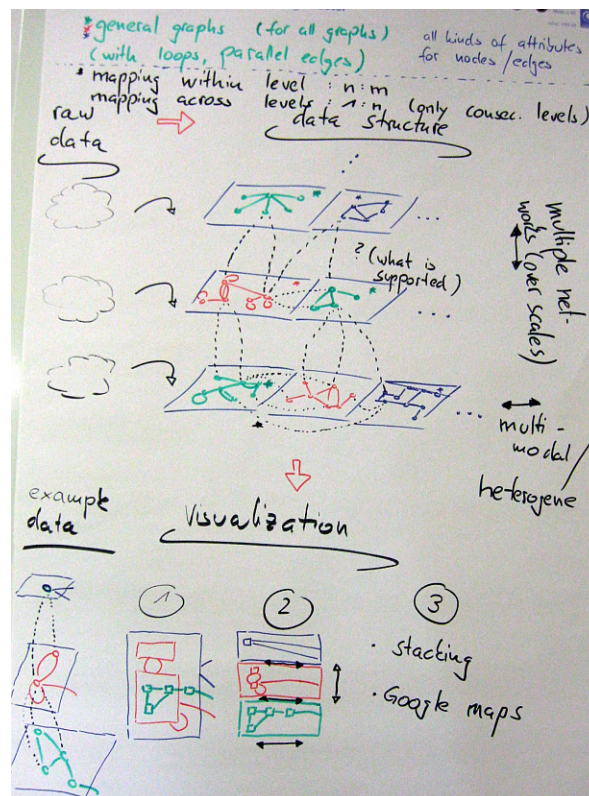 * general graphs (for all graphs)
(with loops, parallel edges)
all kinds of attributes
for nodes/edges
* mapping within level : n:m
mapping across levels : 1:n (only consec. levels)
raw
data
data structure
...
...
? (what is
supported)
...
...
multiple net-
works (over scales)
multi-
modal
heterogene
example
data
Visualization
1
2
3
· stacking
· Google maps